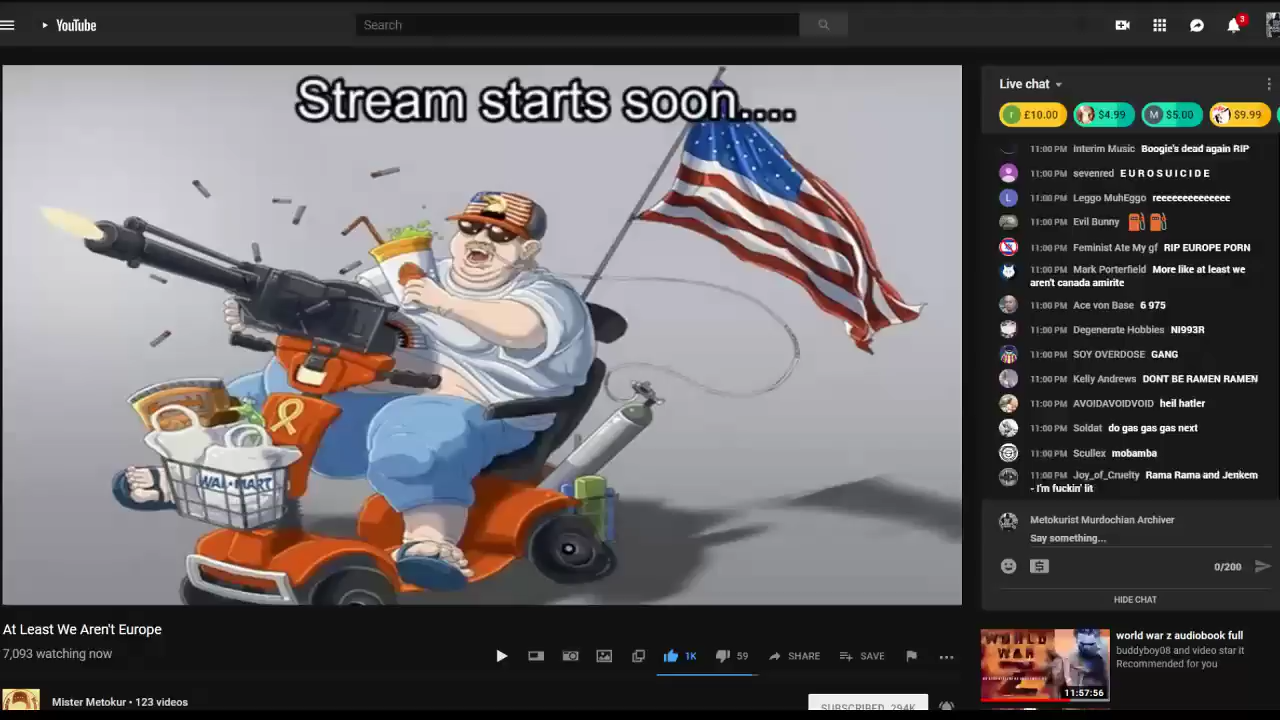 YouTube
Search
3
Stream starts soon....
WAL-MART
Live chat
£10.00
$4.99
M $5.00
$9.99
11:00 PM Interim Music Boogie's dead again RIP
11:00 PM sevenred E U R O S U I C I D E
L 11:00 PM Leggo MuhEggo reeeeeeeeeeeeee
11:00 PM Evil Bunny
11:00 PM Feminist Ate My gf RIP EUROPE PORN
11:00 PM Mark Porterfield More like at least we
aren't canada amirite
11:00 PM Ace von Base 6 975
11:00 PM Degenerate Hobbies NI993R
11:00 PM SOY OVERDOSE GANG
11:00 PM Kelly Andrews DONT BE RAMEN RAMEN
11:00 PM AVOIDAVOIDVOID heil hatler
11:00 PM Soldat do gas gas gas next
11:00 PM Scullex mobamba
11:00 PM Joy_of_Cruelty Rama Rama and Jenkem
- I'm fuckin' lit
Metokurist Murdochian Archiver
Say something...
0/200
HIDE CHAT
At Least We Aren't Europe
7,093 watching now
1K
59
SHARE
SAVE
Mister Metokur • 123 videos
SUBSCRIBED 294K
WORLD
WAR
Z
11:57:56
world war z audiobook full
buddyboy08 and video star it
Recommended for you